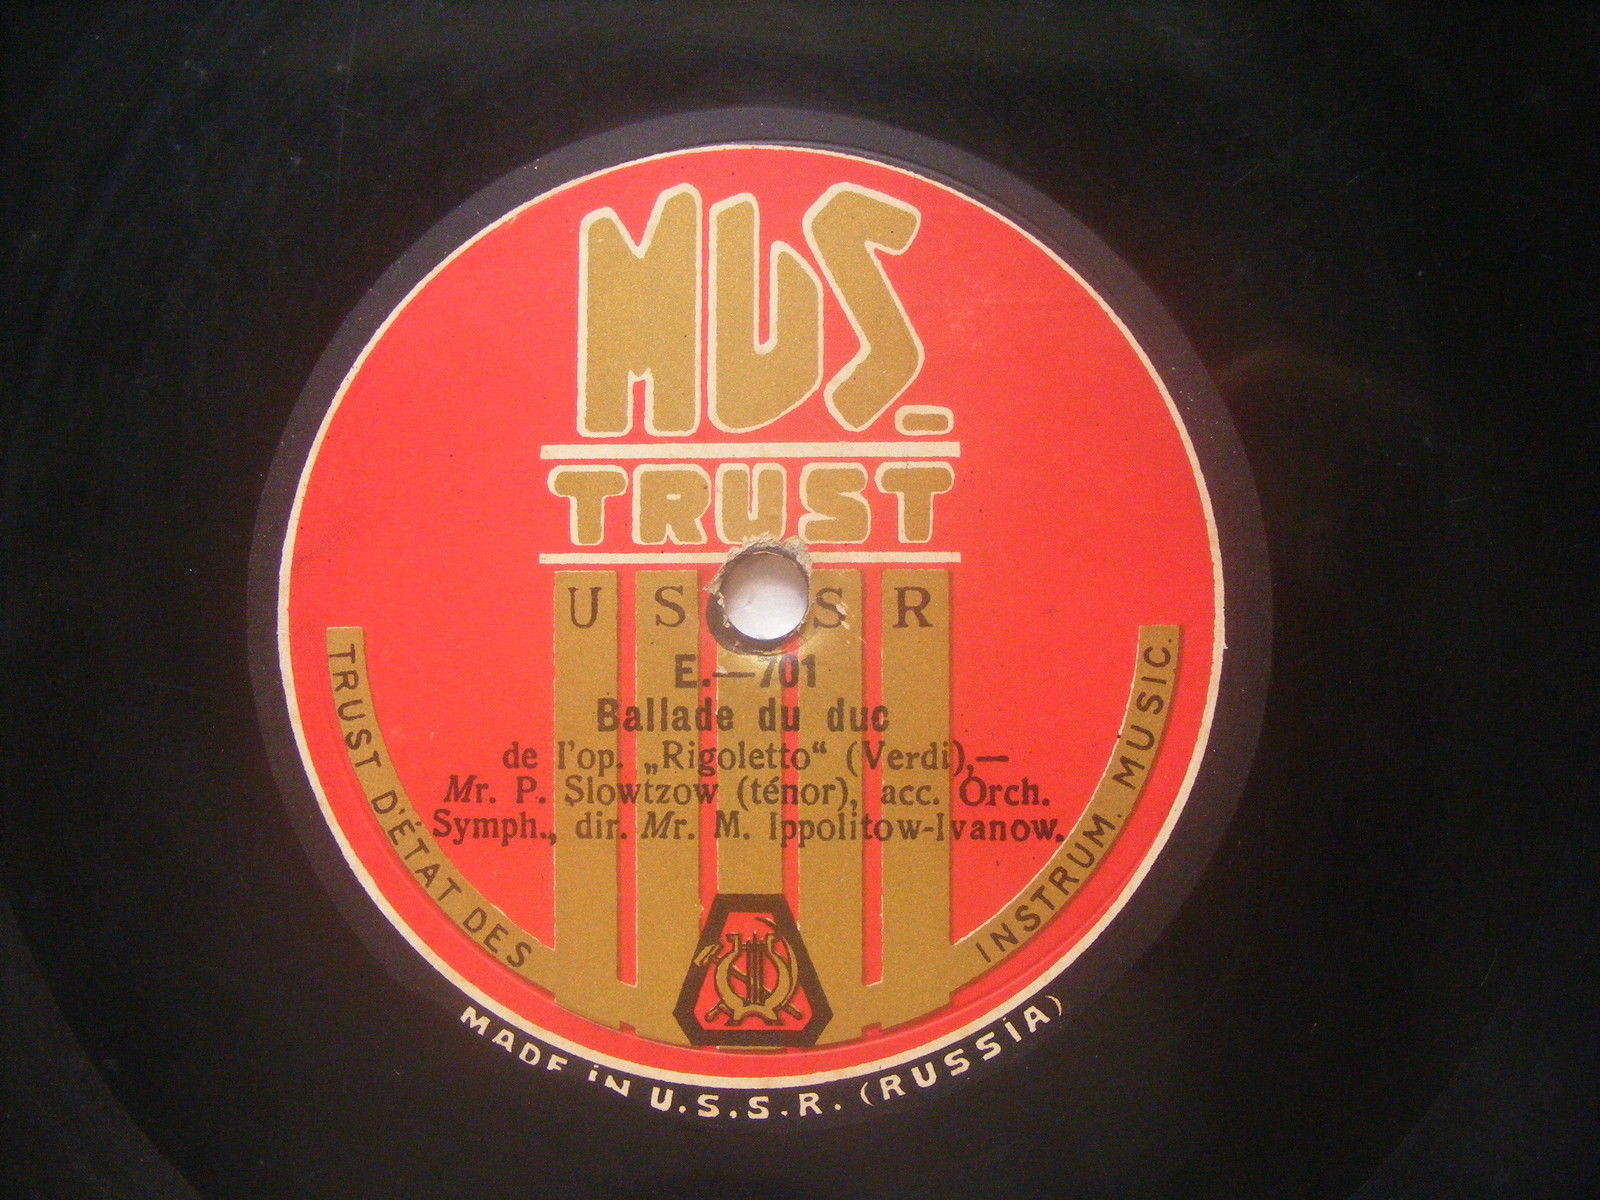 MUS.
TRUST
U S S R
E.—701
Ballade du duc
de l'op. „Rigoletto“ (Verdi),—
Mr. P. Slowtzow (ténor), acc. Orch.
Symph., dir. Mr. M. Ippolitow-Ivanow.
TRUST D'ÉTAT DES INSTRUM. MUSIC.
MADE IN U.S.S.R. (RUSSIA)